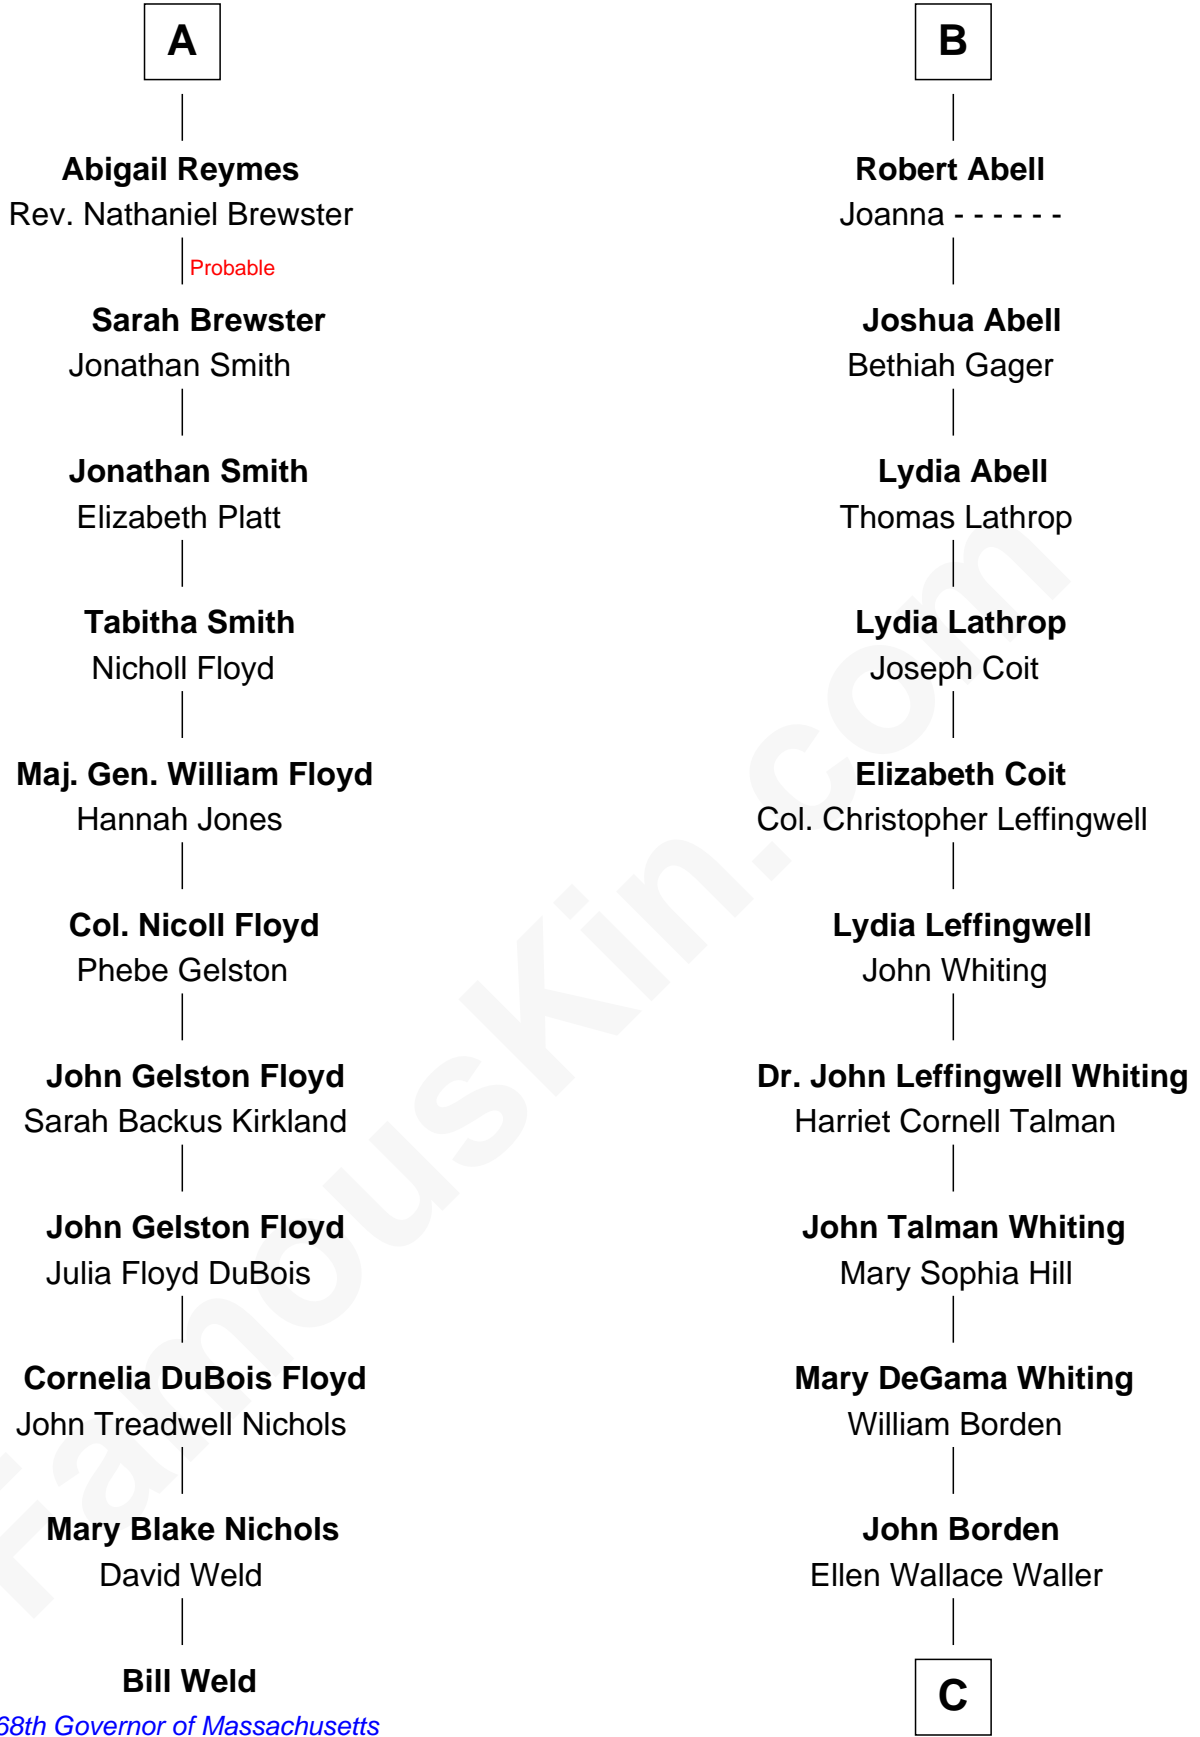 A
Abigail Reymes
Rev. Nathaniel Brewster
Probable
Sarah Brewster
Jonathan Smith
Jonathan Smith
Elizabeth Platt
Tabitha Smith
Nicholl Floyd
Maj. Gen. William Floyd
Hannah Jones
Col. Nicoll Floyd
Phebe Gelston
John Gelston Floyd
Sarah Backus Kirkland
John Gelston Floyd
Julia Floyd DuBois
Cornelia DuBois Floyd
John Treadwell Nichols
Mary Blake Nichols
David Weld
Bill Weld
68th Governor of Massachusetts
B
Robert Abell
Joanna - - - - - -
Joshua Abell
Bethiah Gager
Lydia Abell
Thomas Lathrop
Lydia Lathrop
Joseph Coit
Elizabeth Coit
Col. Christopher Leffingwell
Lydia Leffingwell
John Whiting
Dr. John Leffingwell Whiting
Harriet Cornell Talman
John Talman Whiting
Mary Sophia Hill
Mary DeGama Whiting
William Borden
John Borden
Ellen Wallace Waller
C
FamousKin.com